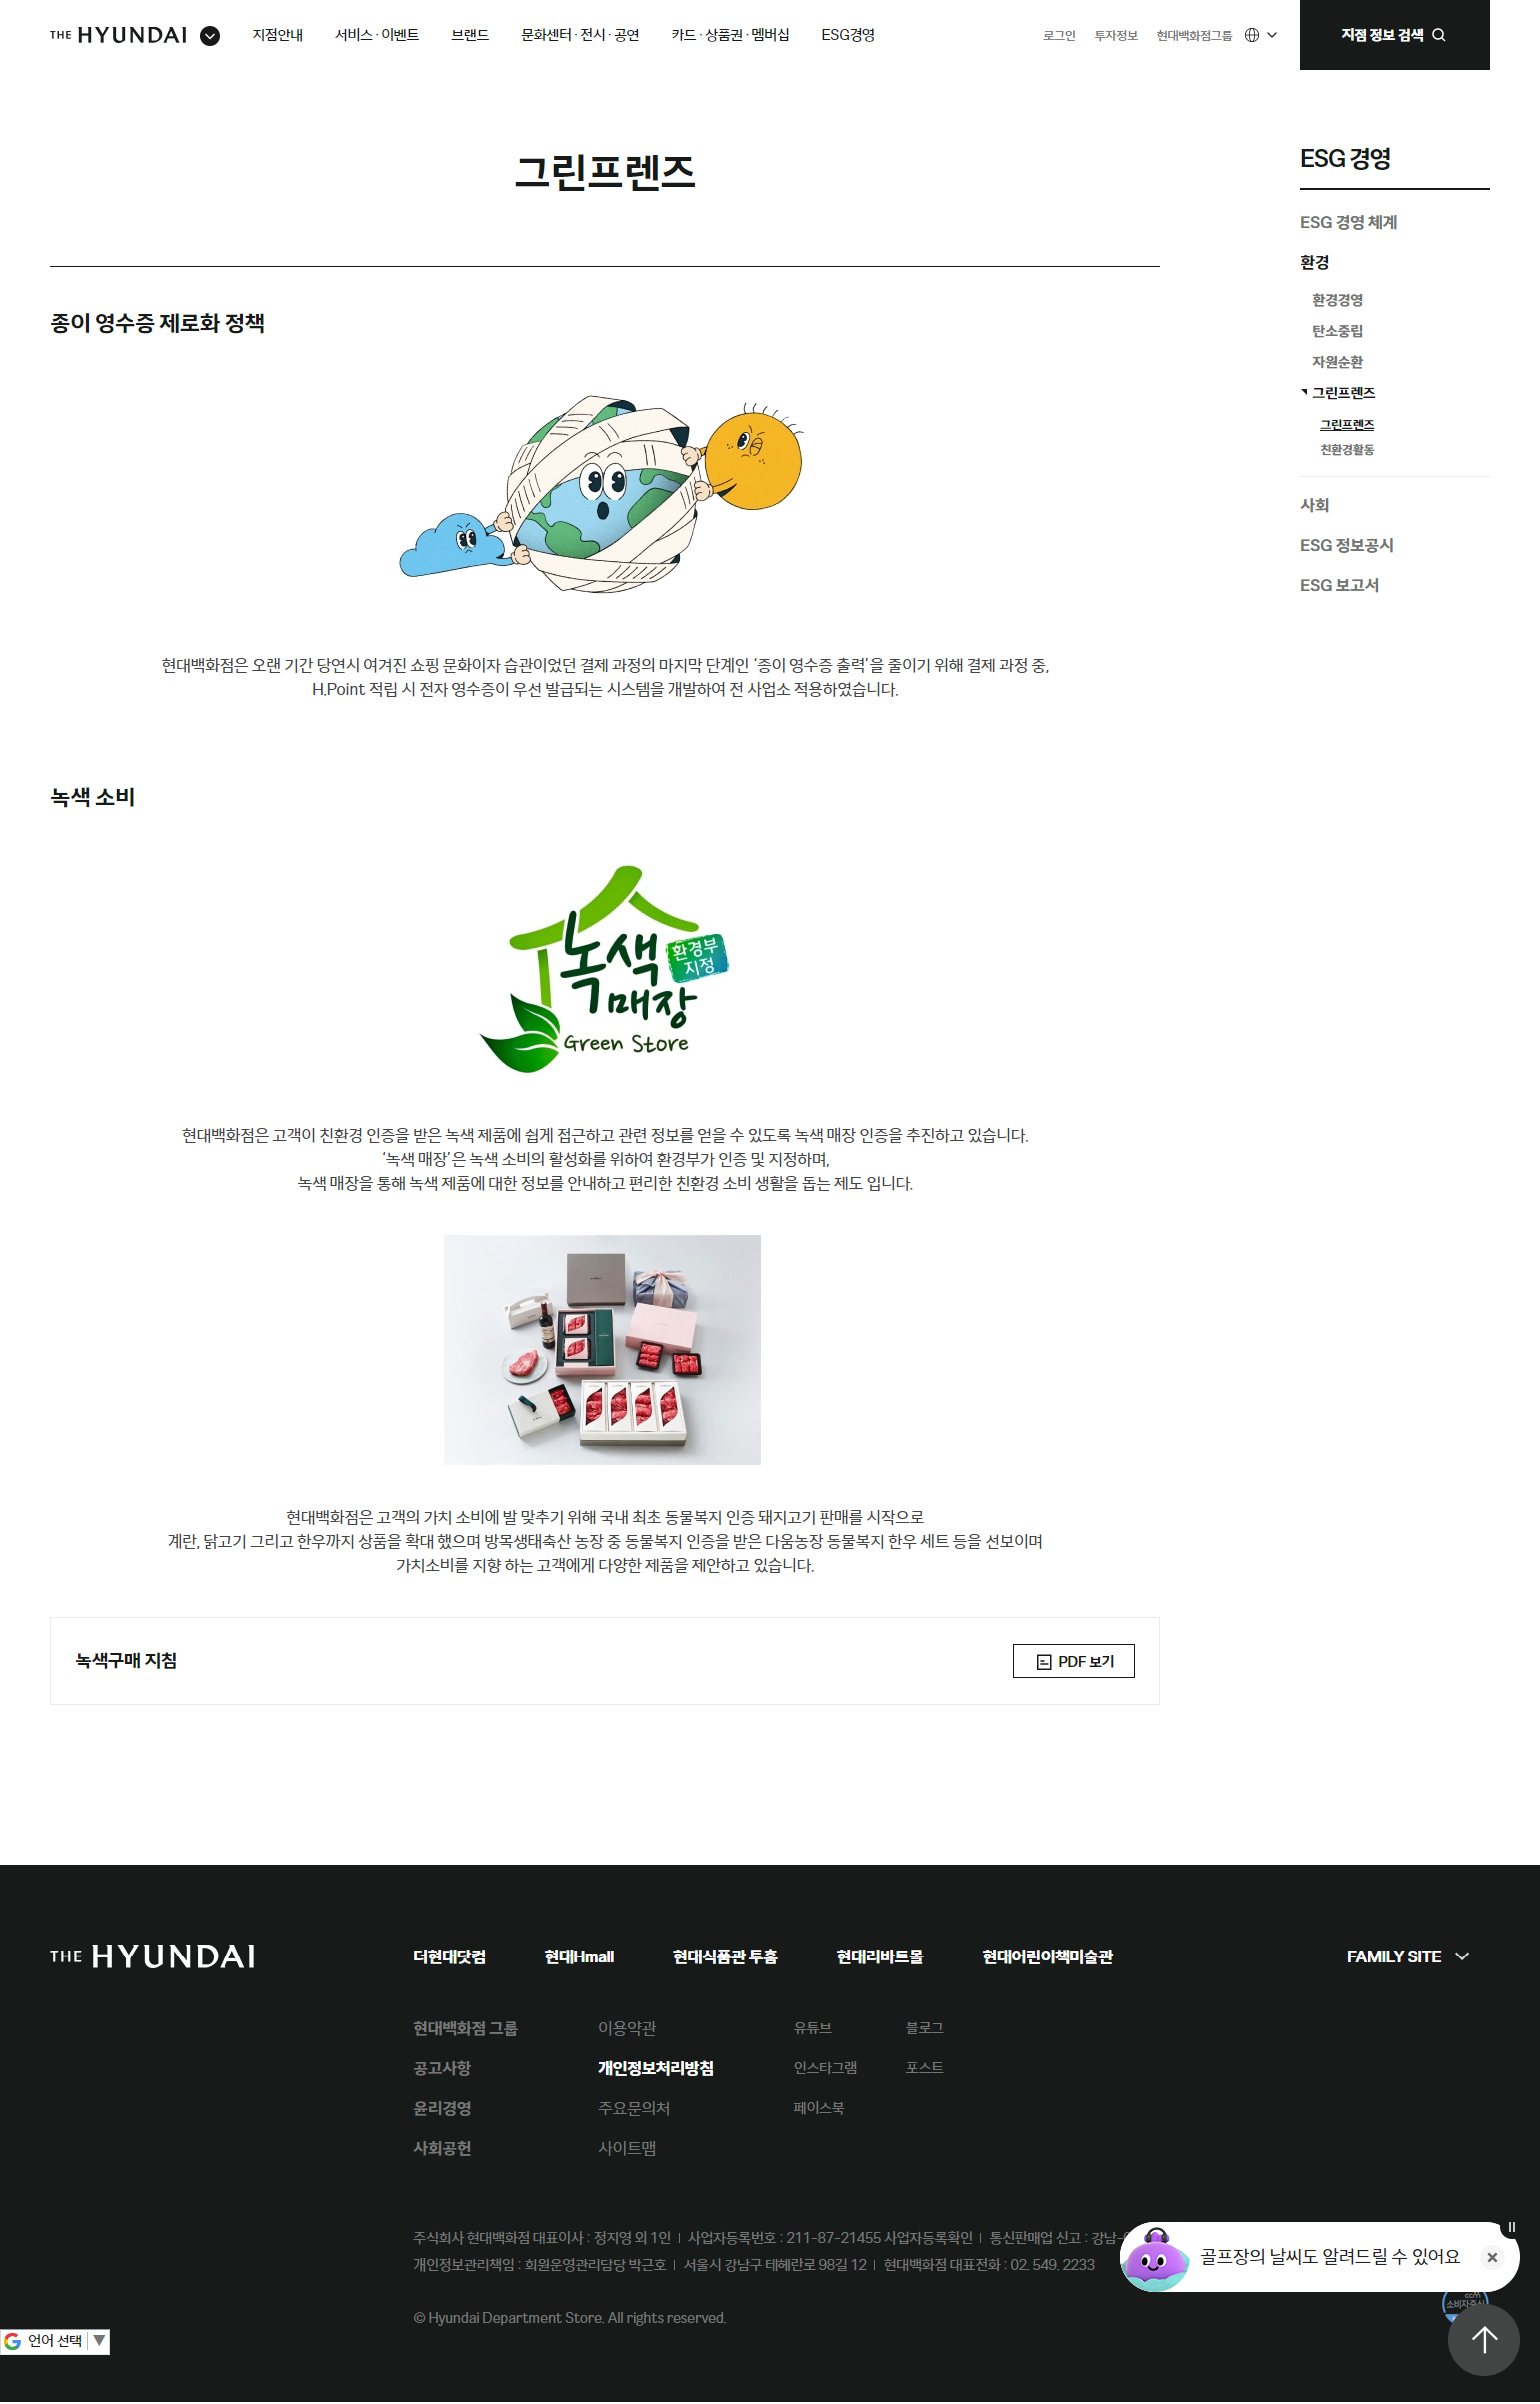 THE HYUNDAI
지점안내
서비스 · 이벤트
브랜드
문화센터 · 전시 · 공연
카드 · 상품권 · 멤버십
ESG경영
로그인
투자정보
현대백화점그룹
지점 정보 검색
그린프렌즈
ESG 경영
ESG 경영 체계
환경
환경경영
탄소중립
자원순환
그린프렌즈
그린프렌즈
친환경활동
사회
ESG 정보공시
ESG 보고서
종이 영수증 제로화 정책
현대백화점은 오랜 기간 당연시 여겨진 쇼핑 문화이자 습관이었던 결제 과정의 마지막 단계인 ‘종이 영수증 출력’을 줄이기 위해 결제 과정 중,
H.Point 적립 시 전자 영수증이 우선 발급되는 시스템을 개발하여 전 사업소 적용하였습니다.
녹색 소비
녹색
환경부
지정
매장
Green Store
현대백화점은 고객이 친환경 인증을 받은 녹색 제품에 쉽게 접근하고 관련 정보를 얻을 수 있도록 녹색 매장 인증을 추진하고 있습니다.
‘녹색 매장’은 녹색 소비의 활성화를 위하여 환경부가 인증 및 지정하며,
녹색 매장을 통해 녹색 제품에 대한 정보를 안내하고 편리한 친환경 소비 생활을 돕는 제도 입니다.
현대백화점은 고객의 가치 소비에 발 맞추기 위해 국내 최초 동물복지 인증 돼지고기 판매를 시작으로
계란, 닭고기 그리고 한우까지 상품을 확대 했으며 방목생태축산 농장 중 동물복지 인증을 받은 다움농장 동물복지 한우 세트 등을 선보이며
가치소비를 지향 하는 고객에게 다양한 제품을 제안하고 있습니다.
녹색구매 지침
PDF 보기
THE HYUNDAI
더현대닷컴
현대Hmall
현대식품관 투홈
현대리바트몰
현대어린이책미술관
FAMILY SITE
현대백화점 그룹
이용약관
유튜브
블로그
공고사항
개인정보처리방침
인스타그램
포스트
윤리경영
주요문의처
페이스북
사회공헌
사이트맵
주식회사 현대백화점 대표이사 : 정지영 외 1인 | 사업자등록번호 : 211-87-21455 사업자등록확인 | 통신판매업 신고 : 강남-
개인정보관리책임 : 회원운영관리담당 박근호 | 서울시 강남구 테헤란로 98길 12 | 현대백화점 대표전화 : 02. 549. 2233
골프장의 날씨도 알려드릴 수 있어요
© Hyundai Department Store. All rights reserved.
언어 선택 ▼